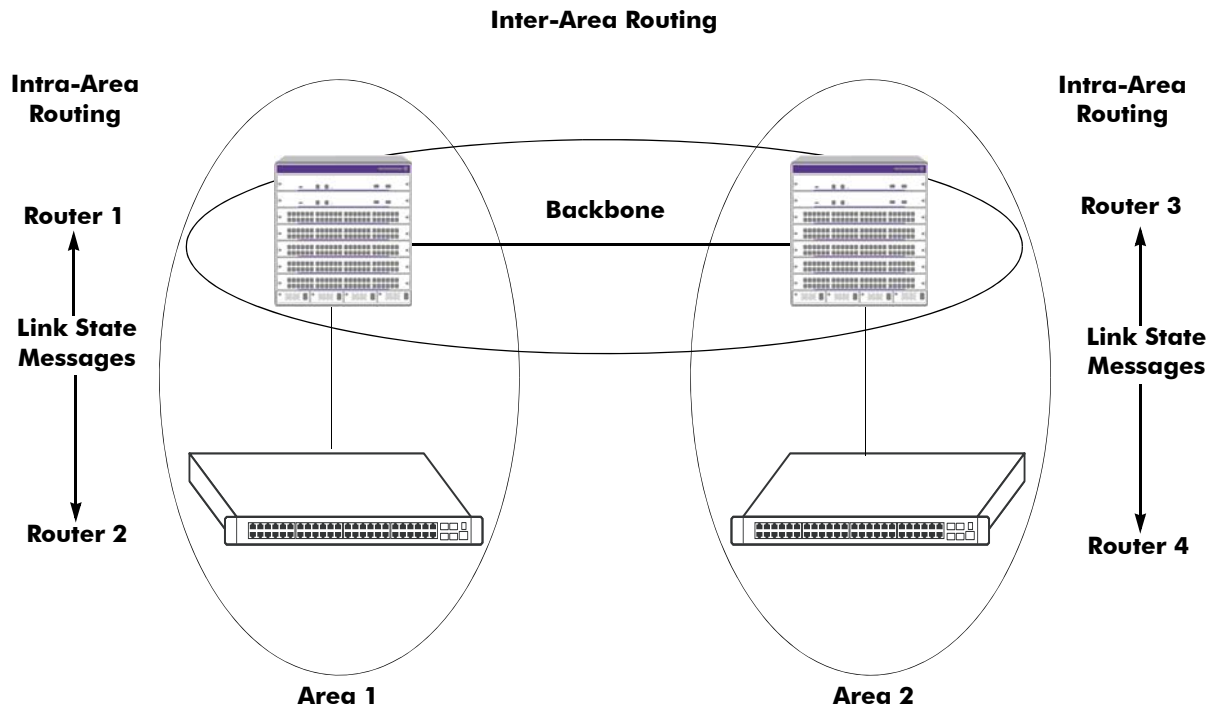 Inter-Area Routing
Intra-Area
Routing
Intra-Area
Routing
Router 1
Backbone
Router 3
Link State
Messages
Link State
Messages
Router 2
Router 4
Area 1
Area 2